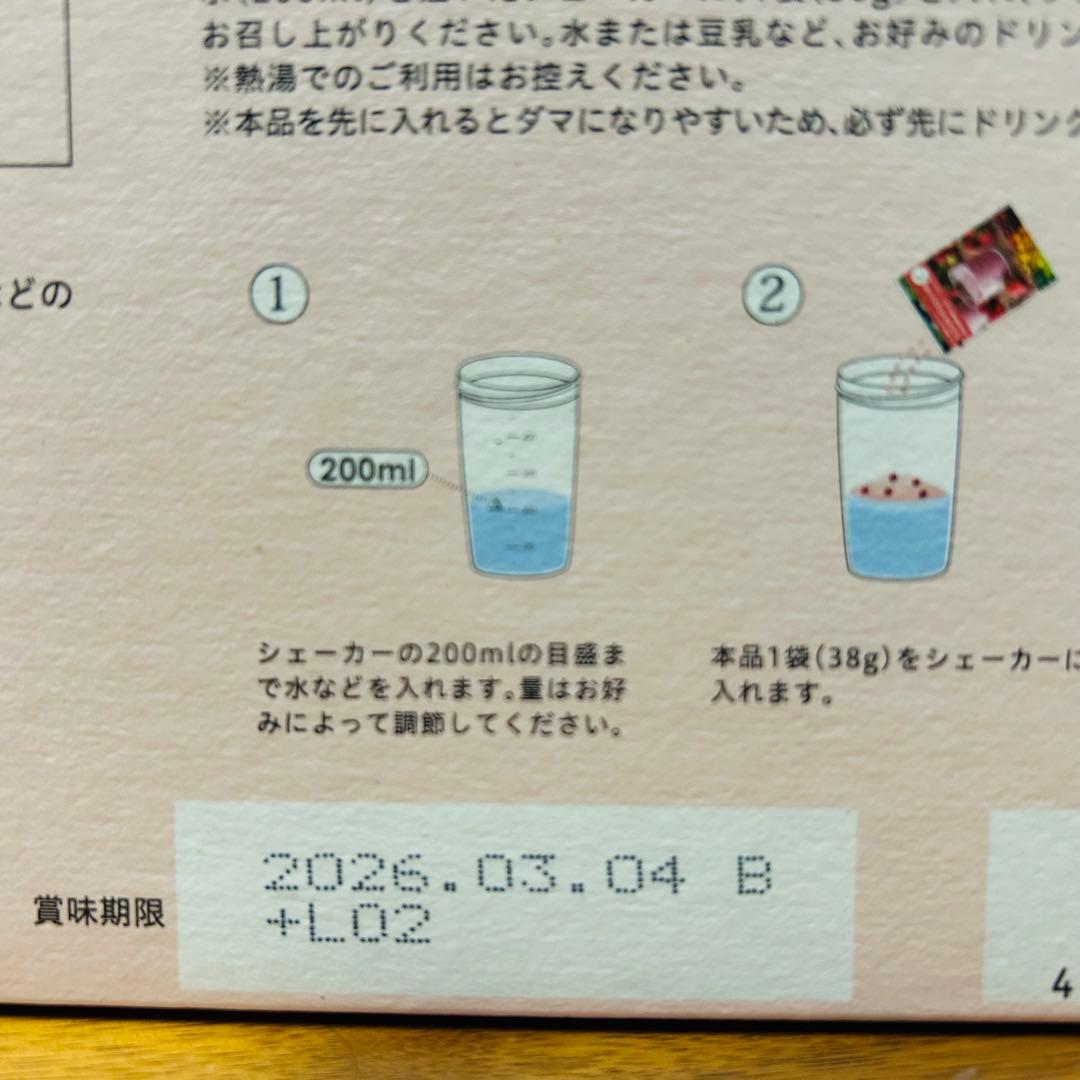 お召し上がりください。水または豆乳など、お好みのドリン
※熱湯でのご利用はお控えください。
※本品を先に入れるとダマになりやすいため、必ず先にドリンク
どの
1
2
200ml
シェーカーの200mlの目盛ま
で水などを入れます。量はお好
みによって調節してください。
本品1袋(38g)をシェーカーに
入れます。
賞味期限
2026.03.04 B
+L02
4